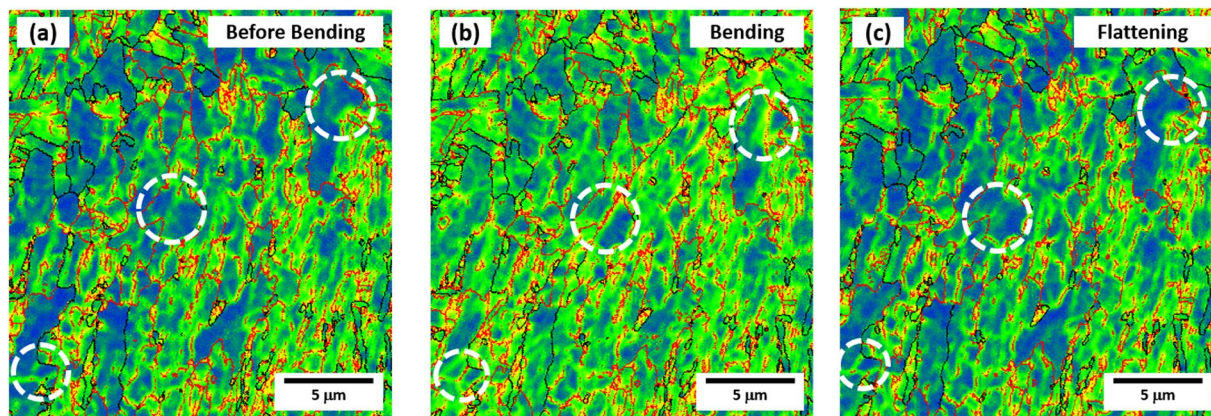 (a)
Before Bending
5 μm
(b)
Bending
5 μm
(c)
Flattening
5 μm